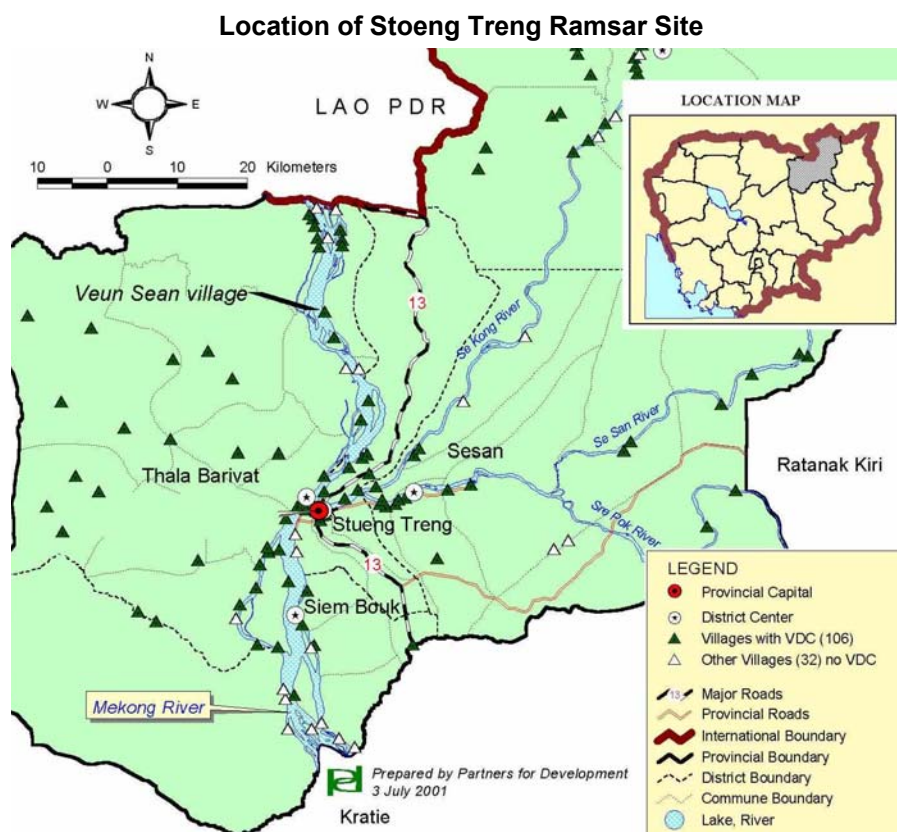 Location of Stoeng Treng Ramsar Site
N
W E
S
LAO PDR
LOCATION MAP
10 0 10 20 Kilometers
Veun Sean village
13
Se Kong River
Se San River
Sesan
Thala Barivat
Ratanak Kiri
Stueng Treng
Sre Pok River
13
Siem Bouk
Mekong River
Prepared by Partners for Development
3 July 2001
Kratie
LEGEND
Provincial Capital
District Center
Villages with VDC (106)
Other Villages (32) no VDC
13 Major Roads
Provincial Roads
International Boundary
Provincial Boundary
District Boundary
Commune Boundary
Lake, River